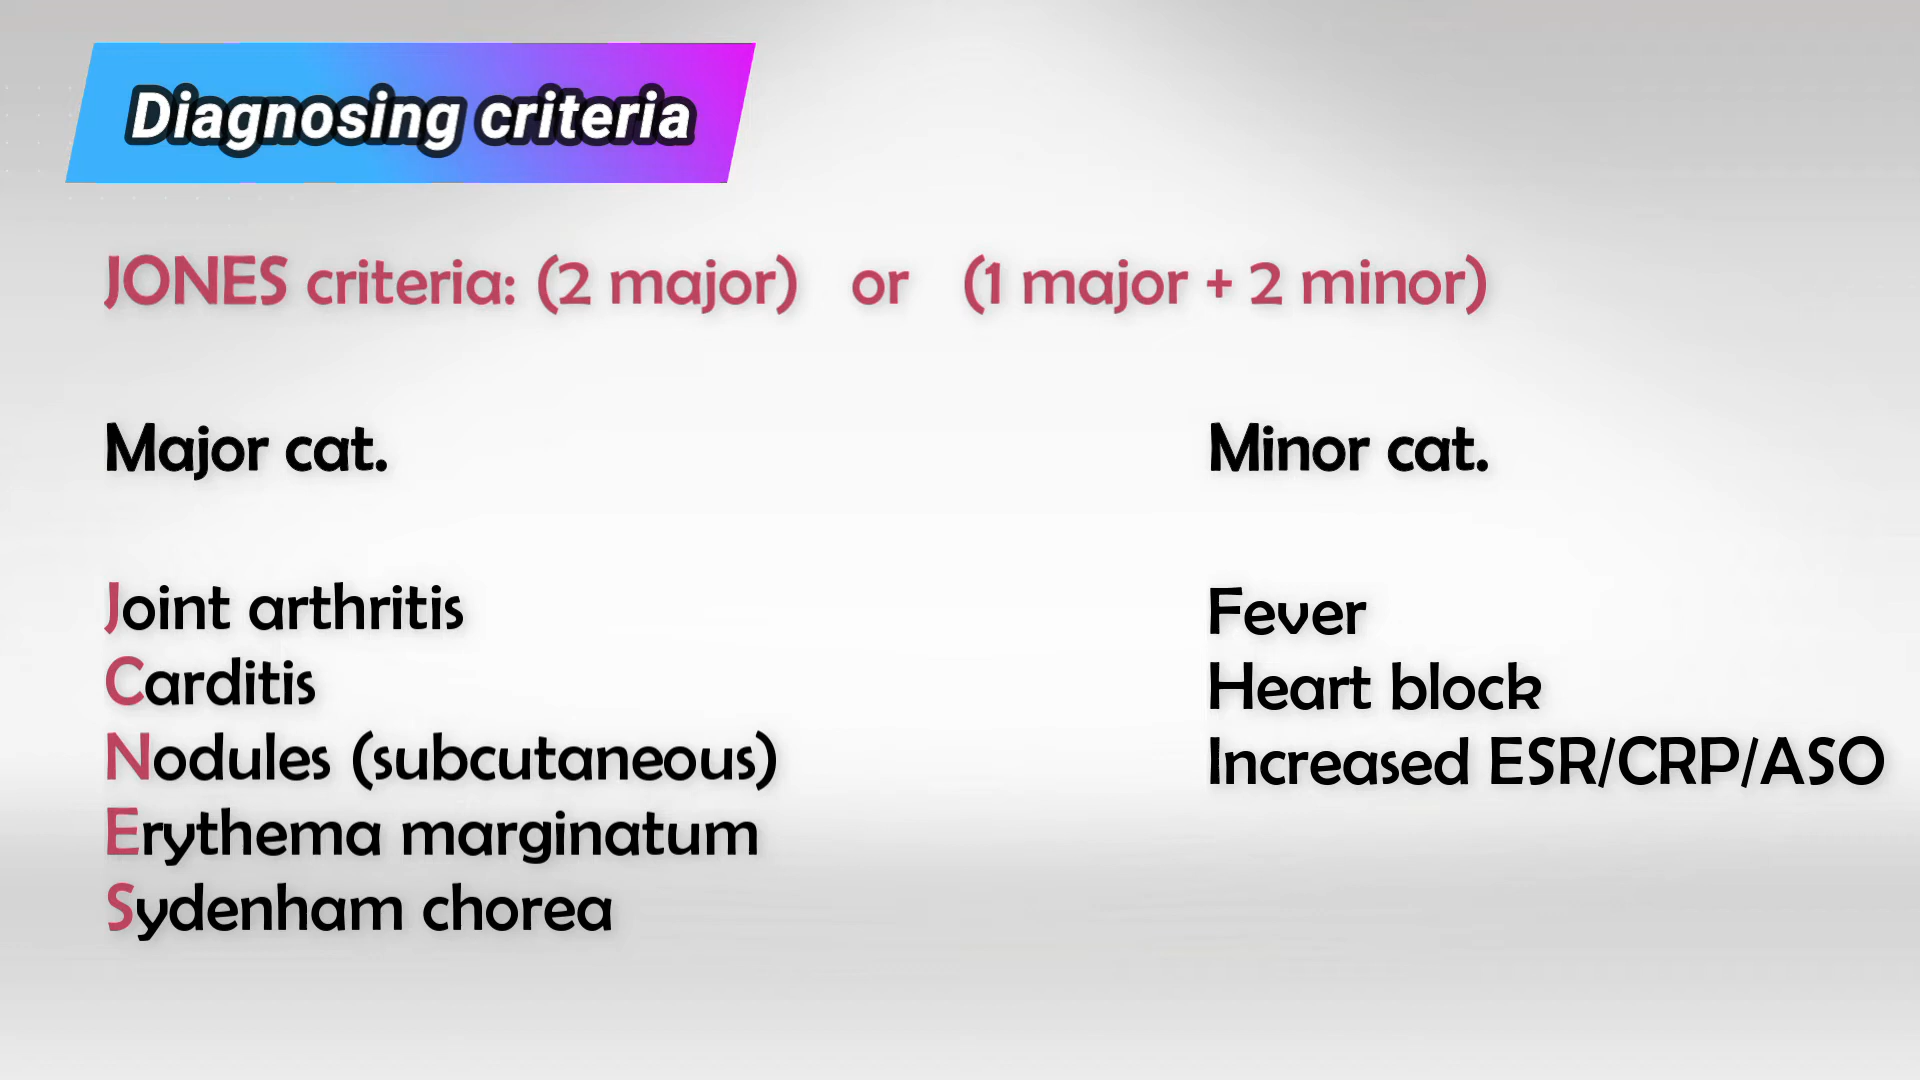 Diagnosing criteria
JONES criteria: (2 major) or (1 major + 2 minor)
Major cat.
Joint arthritis
Carditis
Nodules (subcutaneous)
Erythema marginatum
Sydenham chorea
Minor cat.
Fever
Heart block
Increased ESR/CRP/ASO